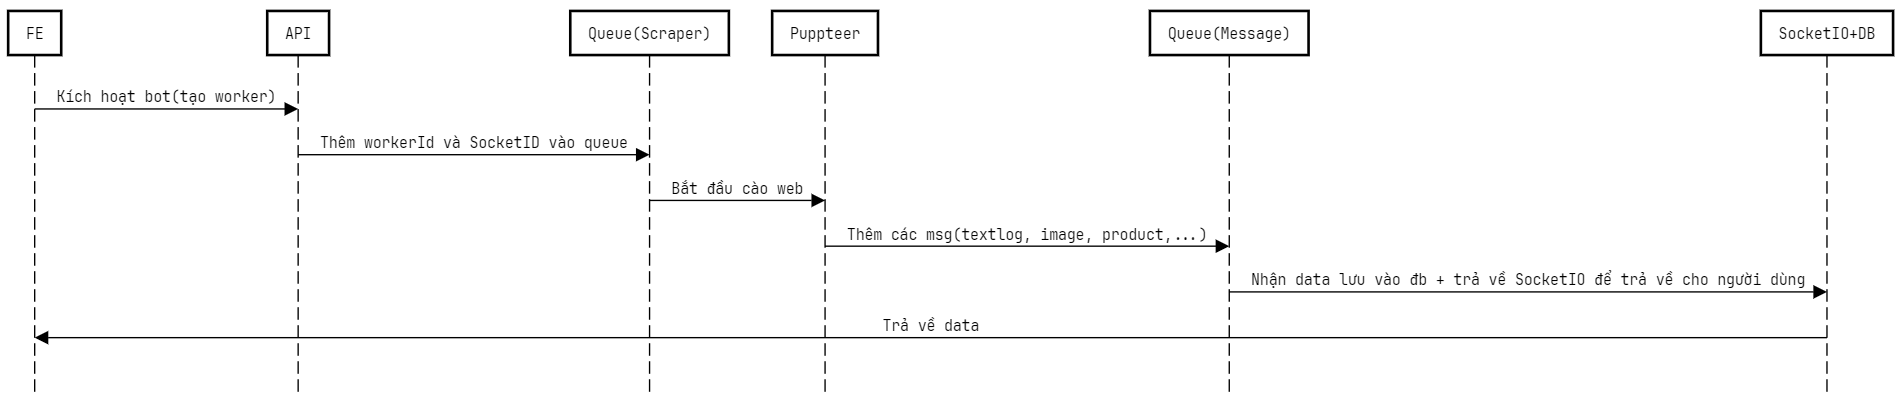 FE
API
Queue(Scraper)
Puppteer
Queue(Message)
SocketIO+DB
Kích hoạt bot(tạo worker)
Thêm workerId và SocketID vào queue
Bắt đầu cào web
Thêm các msg(textlog, image, product,...)
Nhận data lưu vào đb + trả về SocketIO để trả về cho người dùng
Trả về data